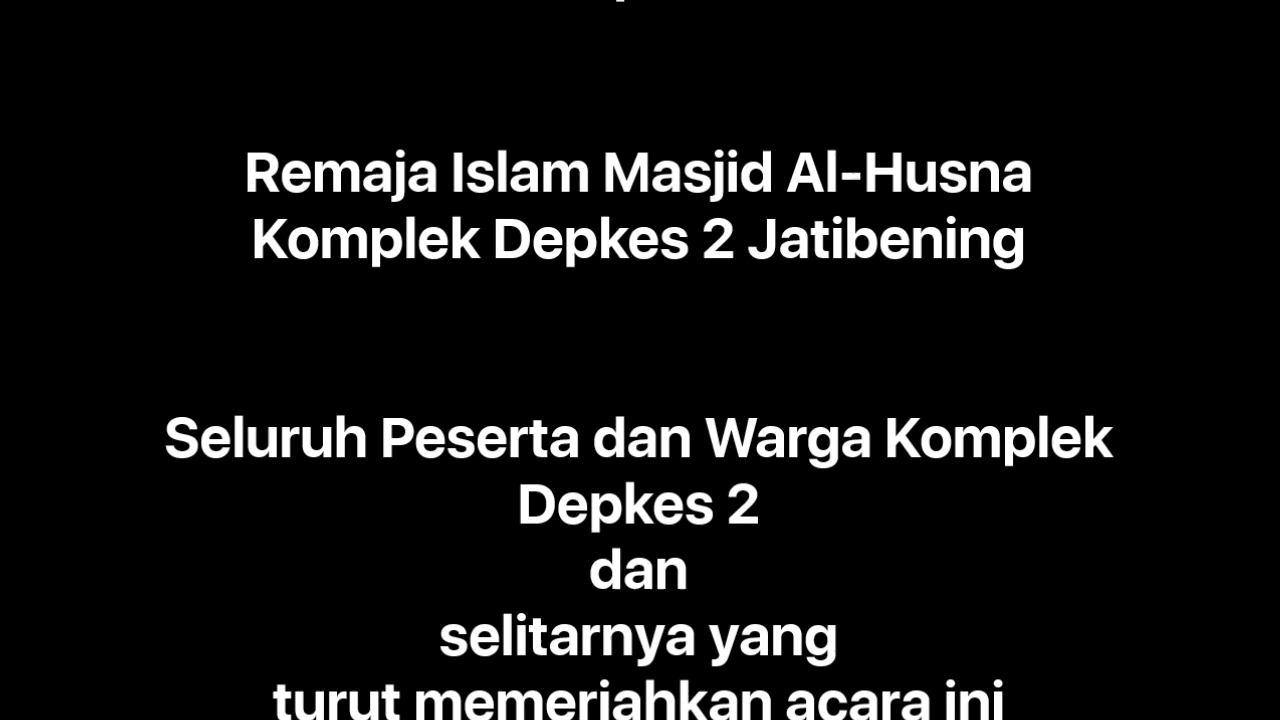 Remaja Islam Masjid Al-Husna
Komplek Depkes 2 Jatibening
Seluruh Peserta dan Warga Komplek
Depkes 2
dan
selitarnya yang
turut memeriahkan acara ini